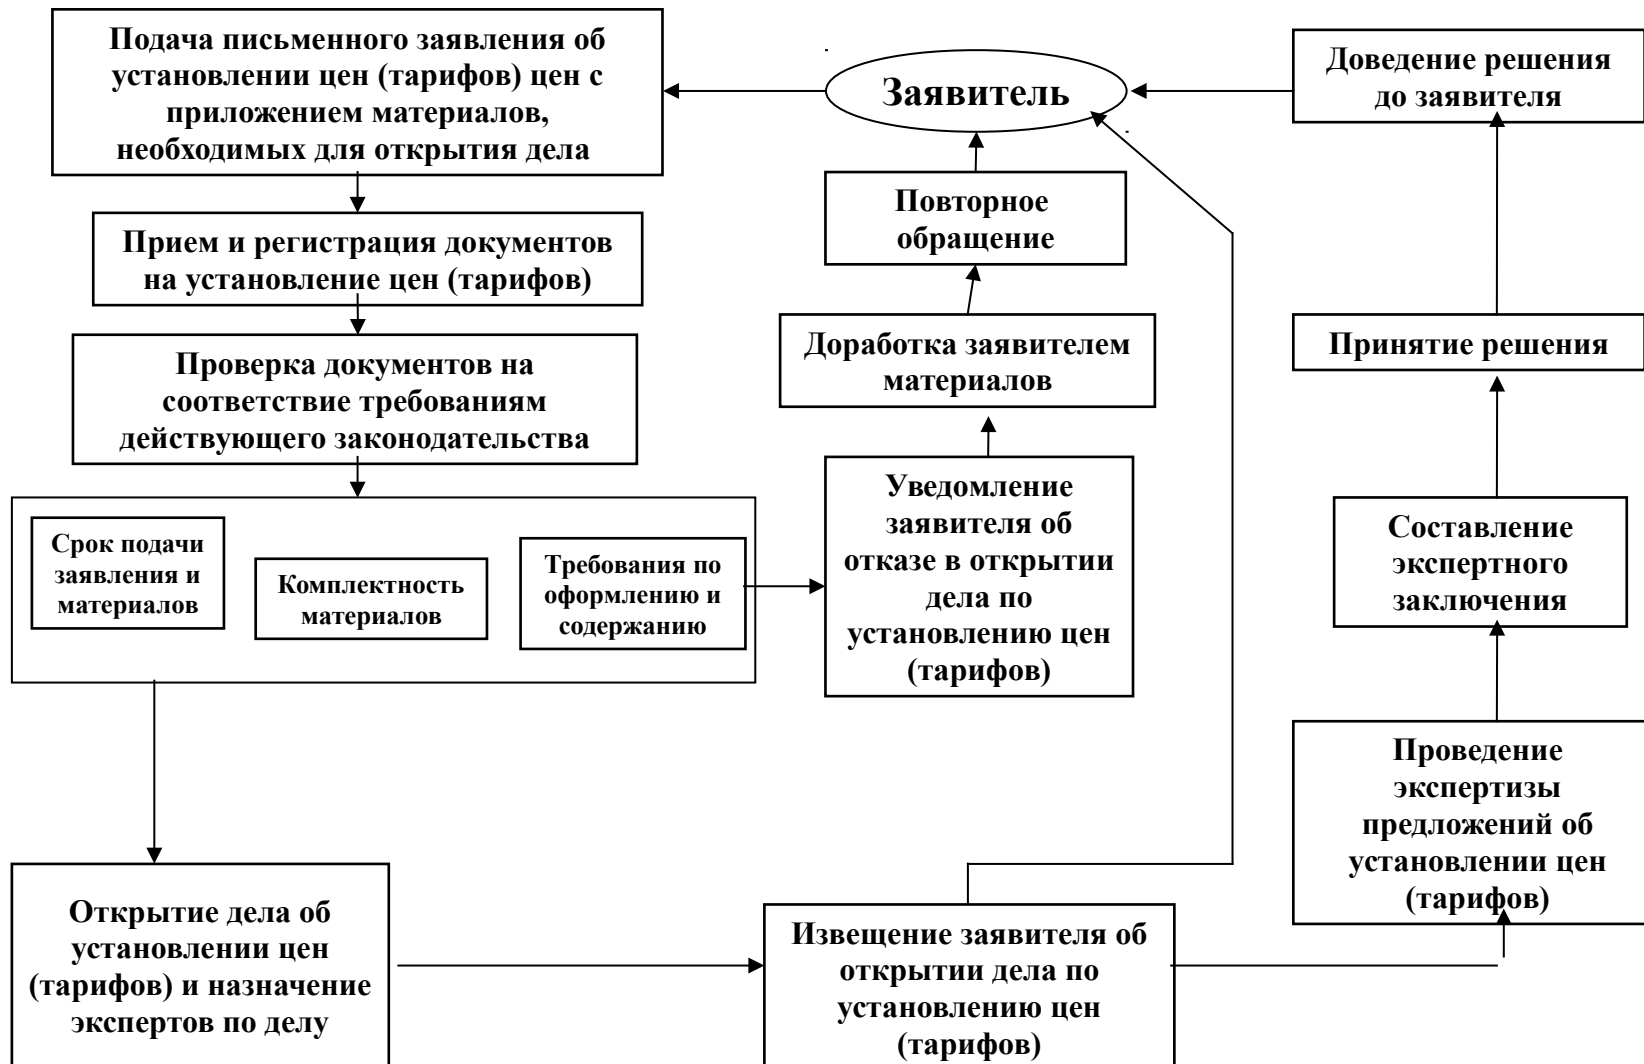 Подача письменного заявления об
установлении цен (тарифов) цен с
приложением материалов,
необходимых для открытия дела
Заявитель
Доведение решения
до заявителя
Прием и регистрация документов
на установление цен (тарифов)
Повторное
обращение
Проверка документов на
соответствие требованиям
действующего законодательства
Доработка заявителем
материалов
Принятие решения
Срок подачи
заявления и
материалов
Комплектность
материалов
Требования по
оформлению и
содержанию
Уведомление
заявителя об
отказе в открытии
дела по
установлению цен
(тарифов)
Составление
экспертного
заключения
Проведение
экспертизы
предложений об
установлении цен
(тарифов)
Открытие дела об
установлении цен
(тарифов) и назначение
экспертов по делу
Извещение заявителя об
открытии дела по
установлению цен
(тарифов)